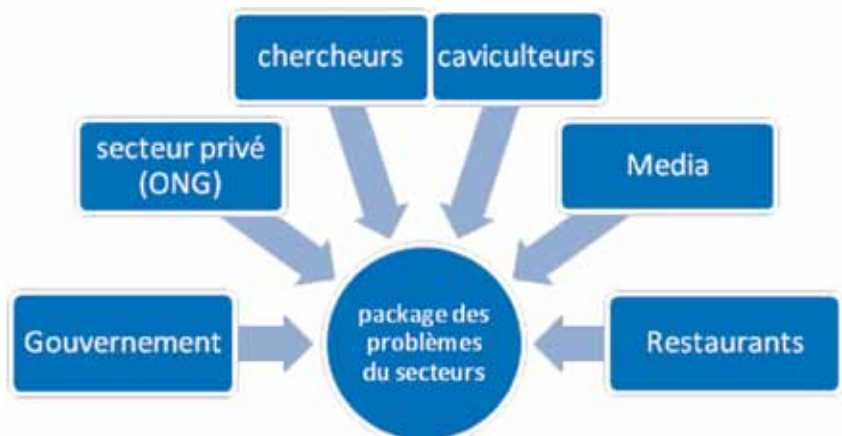 chercheurs
caviculteurs
secteur privé
(ONG)
Media
Gouvernement
package des
problèmes
du secteurs
Restaurants